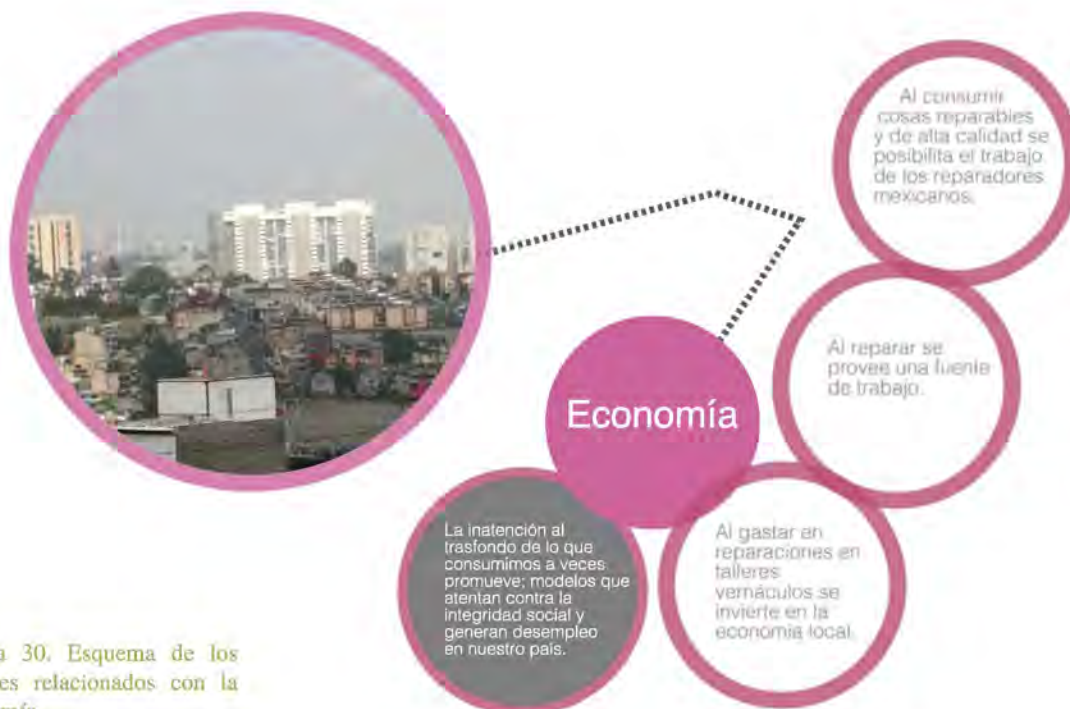 Al consumir
cosas reparables
y de alta calidad se
posibilita el trabajo
de los reparadores
mexicanos.
Al reparar se
provee una fuente
de trabajo.
Economía
La inatención al
trasfondo de lo que
consumimos a veces
promueve; modelos que
atentan contra la
integridad social y
generan desempleo
en nuestro país.
Al gastar en
reparaciones en
talleres
vernáculos se
invierte en la
economía local.
30. Esquema de los
relacionados con la